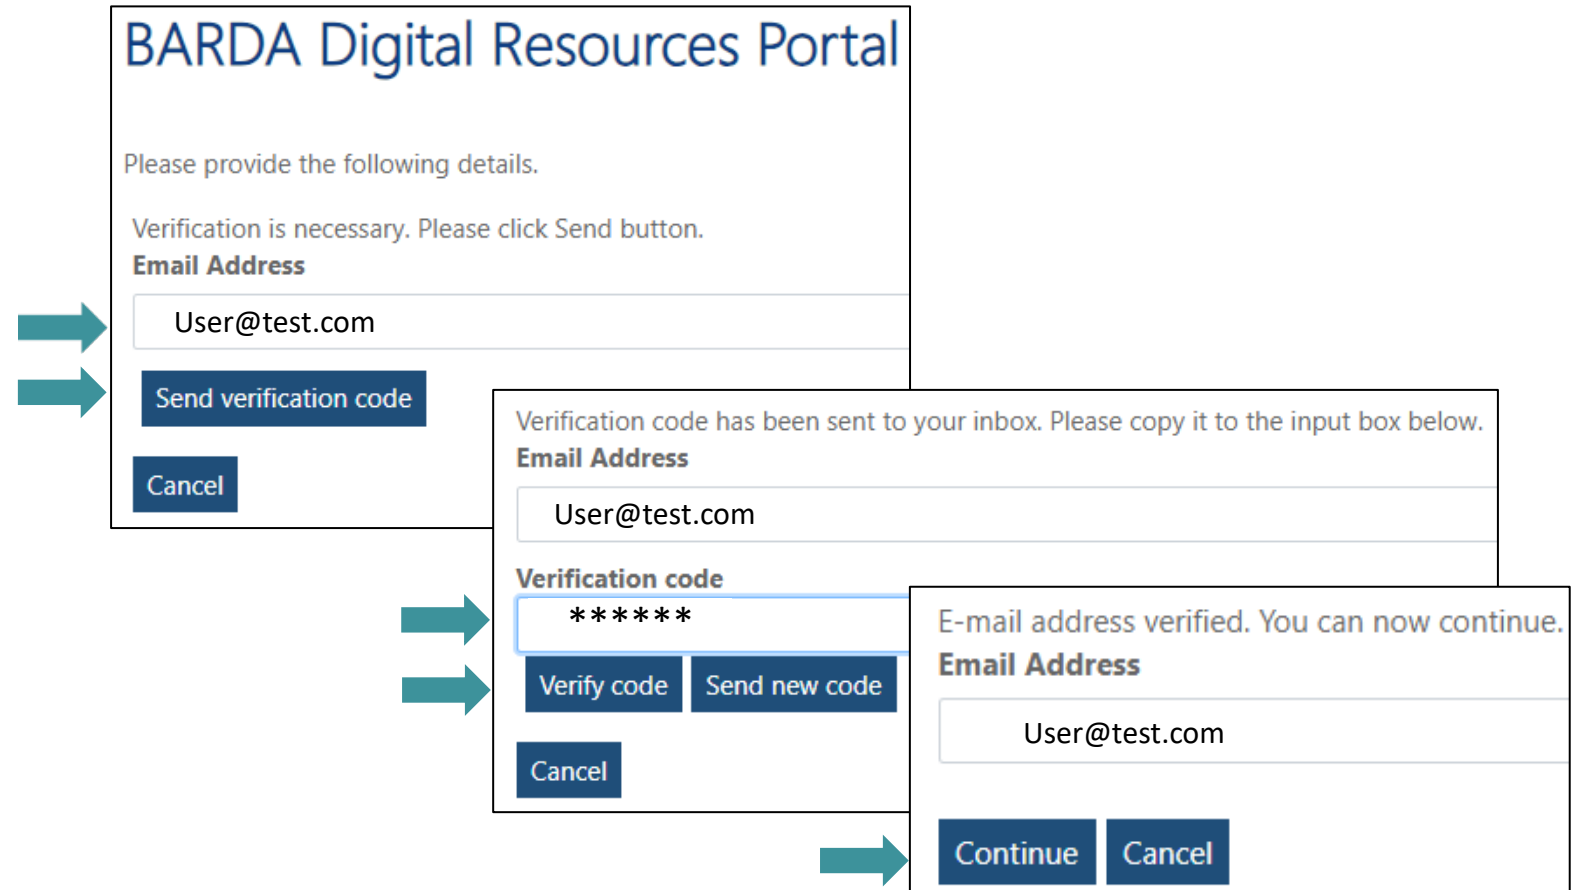 BARDA Digital Resources Portal
Please provide the following details.
Verification is necessary. Please click Send button.
Email Address
User@test.com
Send verification code
Cancel
Verification code has been sent to your inbox. Please copy it to the input box below.
Email Address
User@test.com
Verification code
******
Verify code Send new code
Cancel
E-mail address verified. You can now continue.
Email Address
User@test.com
Continue Cancel